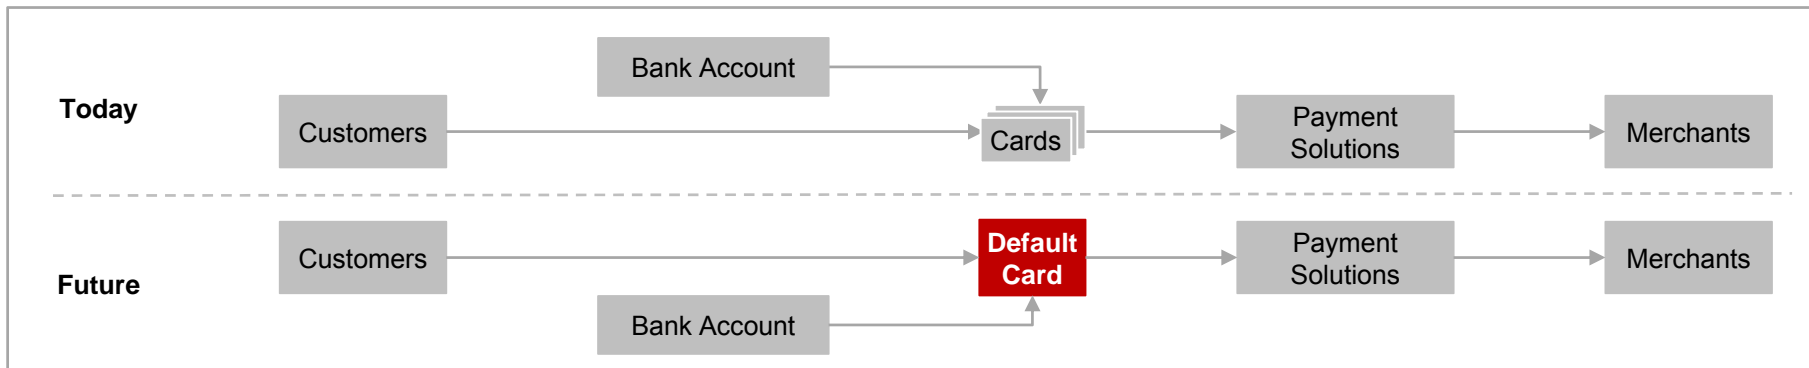 Today
Bank Account
Customers
Cards
Payment
Solutions
Merchants
Future
Customers
Default
Card
Payment
Solutions
Merchants
Bank Account